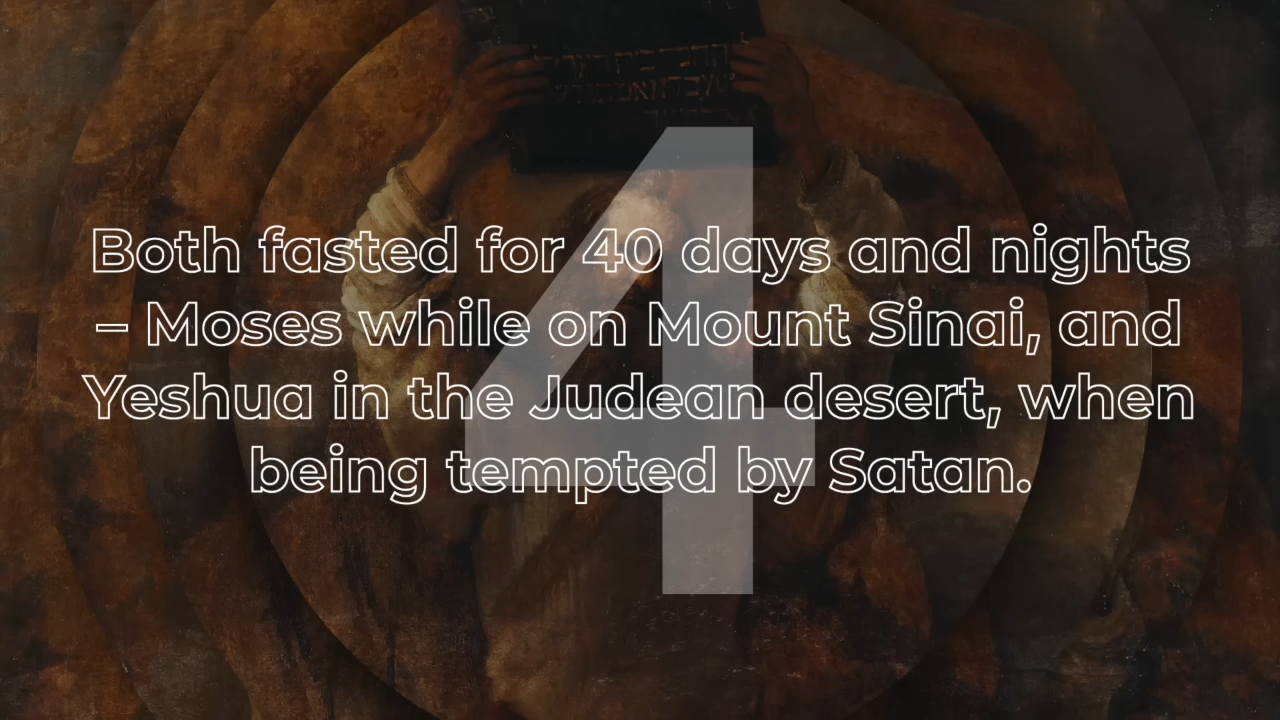 4
Both fasted for 40 days and nights
– Moses while on Mount Sinai, and
Yeshua in the Judean desert, when
being tempted by Satan.